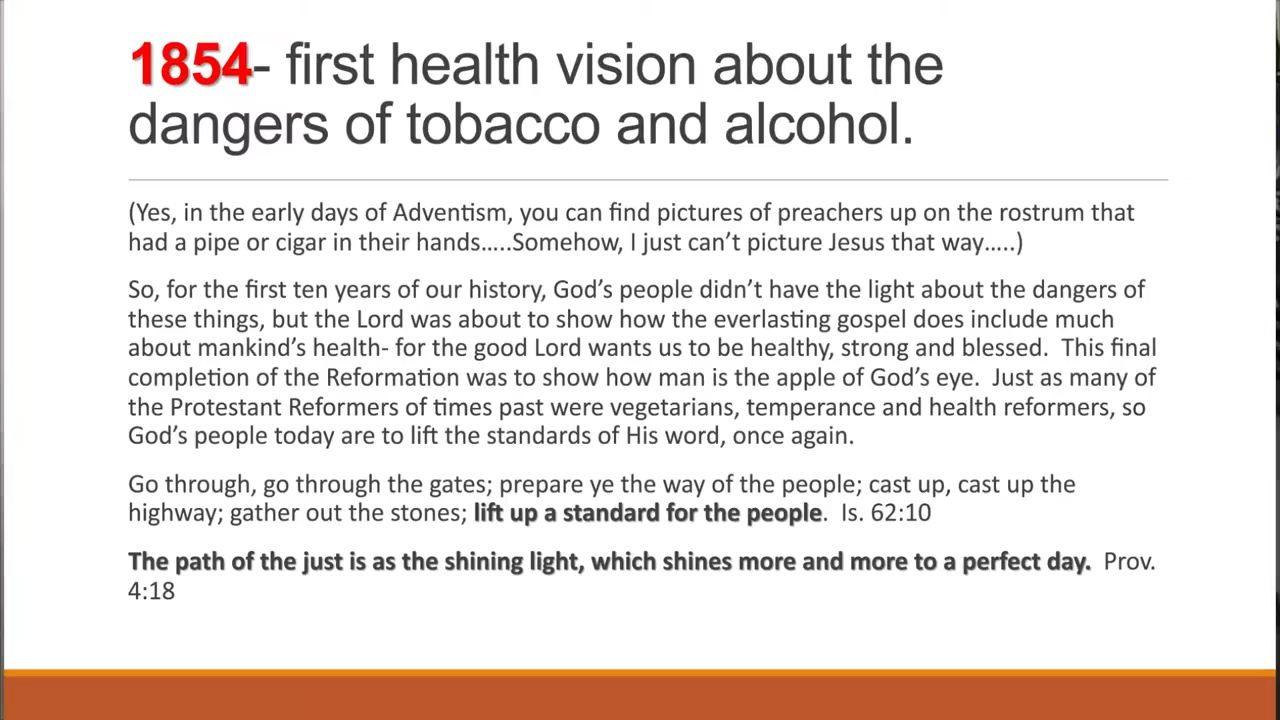 1854- first health vision about the
dangers of tobacco and alcohol.
(Yes, in the early days of Adventism, you can find pictures of preachers up on the rostrum that
had a pipe or cigar in their hands…..Somehow, I just can’t picture Jesus that way…..)
So, for the first ten years of our history, God’s people didn’t have the light about the dangers of
these things, but the Lord was about to show how the everlasting gospel does include much
about mankind’s health- for the good Lord wants us to be healthy, strong and blessed.  This final
completion of the Reformation was to show how man is the apple of God’s eye.  Just as many of
the Protestant Reformers of times past were vegetarians, temperance and health reformers, so
God’s people today are to lift the standards of His word, once again.
Go through, go through the gates; prepare ye the way of the people; cast up, cast up the
highway; gather out the stones; lift up a standard for the people.  Is. 62:10
The path of the just is as the shining light, which shines more and more to a perfect day.  Prov.
4:18